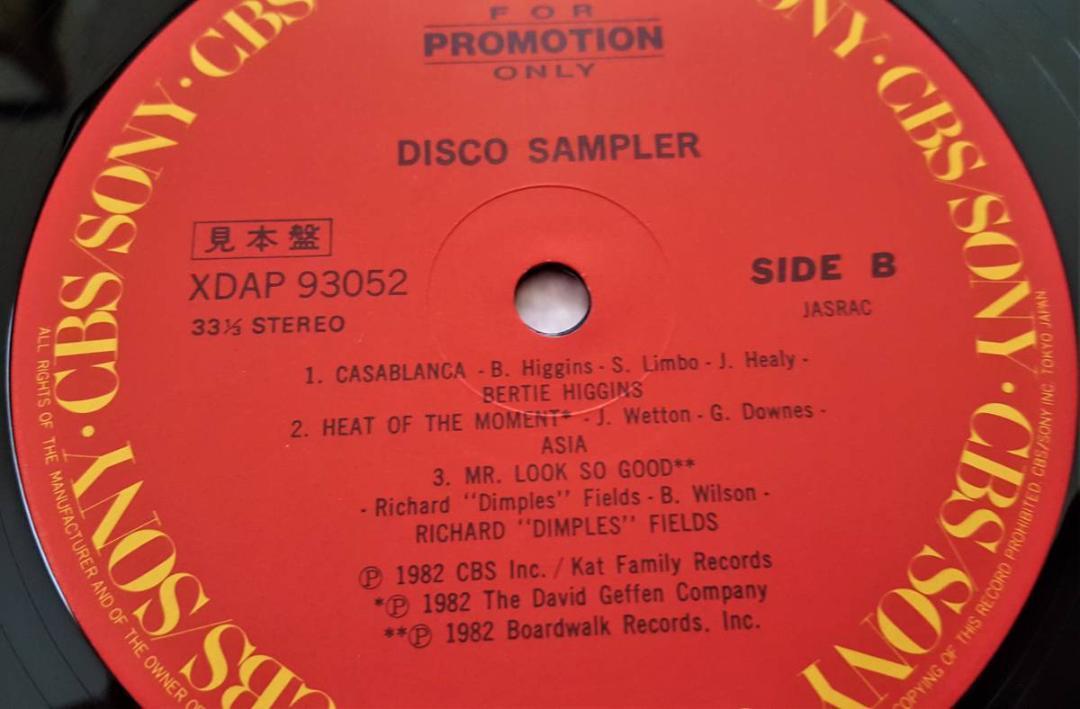 FOR
PROMOTION
ONLY
DISCO SAMPLER
見本盤
XDAP 93052
33⅓ STEREO
SIDE B
JASRAC
1. CASABLANCA - B. Higgins - S. Limbo - J. Healy -
BERTIE HIGGINS
2. HEAT OF THE MOMENT* - J. Wetton - G. Downes -
ASIA
3. MR. LOOK SO GOOD**
- Richard "Dimples" Fields - B. Wilson -
RICHARD "DIMPLES" FIELDS
Ⓟ 1982 CBS Inc. / Kat Family Records
*Ⓟ 1982 The David Geffen Company
**Ⓟ 1982 Boardwalk Records, Inc.
CBS/SONY · CBS/SONY · CBS/SONY · CBS
SONY · CBS/SONY · CBS/SONY
ALL RIGHTS OF THE MANUFACTURER AND OF THE OWNER
COPYING OF THIS RECORD PROHIBITED CBS/SONY INC. TOKYO JAPAN